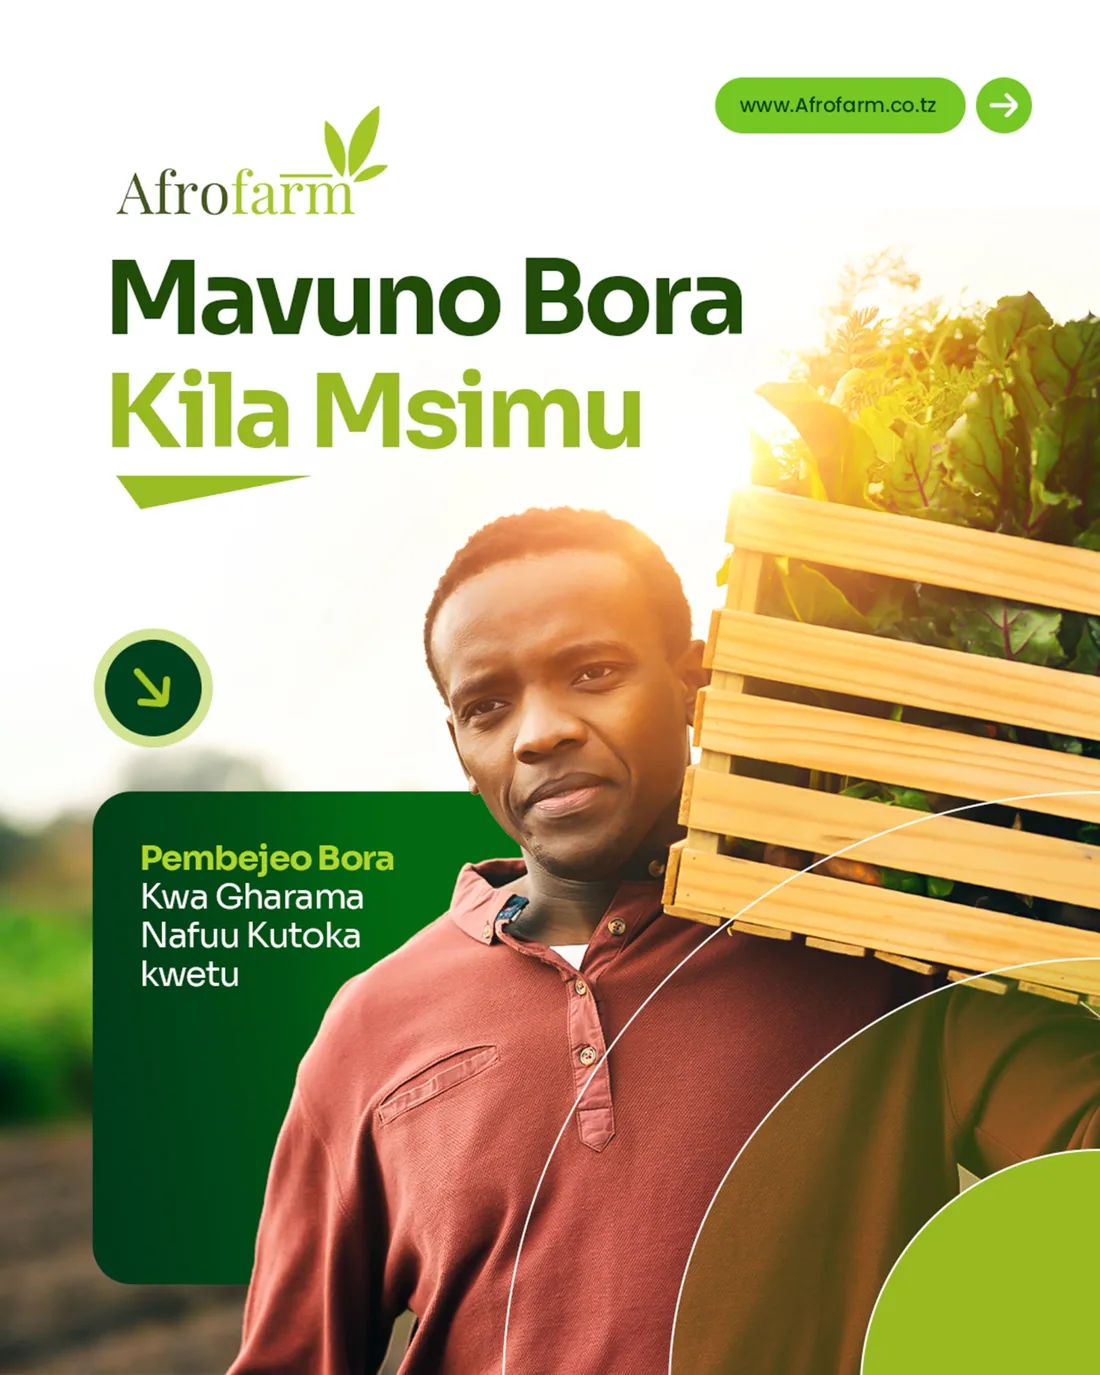 www.Afrofarm.co.tz
Afrofarm
Mavuno Bora
Kila Msimu
Pembejeo Bora
Kwa Gharama
Nafuu Kutoka
kwetu